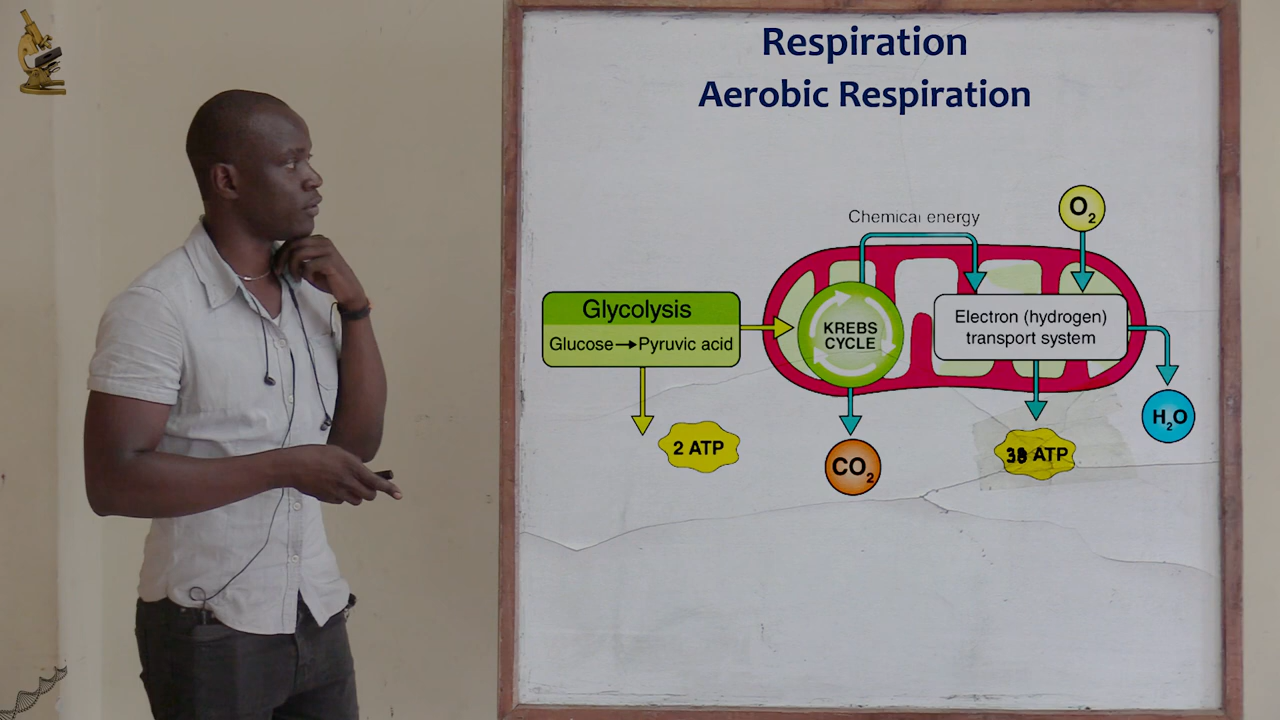 Respiration
Aerobic Respiration
Chemical energy
O₂
Glycolysis
Glucose→Pyruvic acid
KREBS
CYCLE
Electron (hydrogen)
transport system
2 ATP
CO₂
38 ATP
H₂O